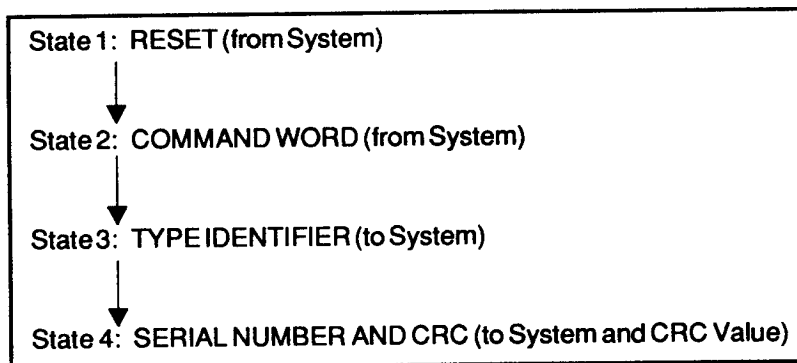 State 1: RESET (from System)
State 2: COMMAND WORD (from System)
State 3: TYPE IDENTIFIER (to System)
State 4: SERIAL NUMBER AND CRC (to System and CRC Value)